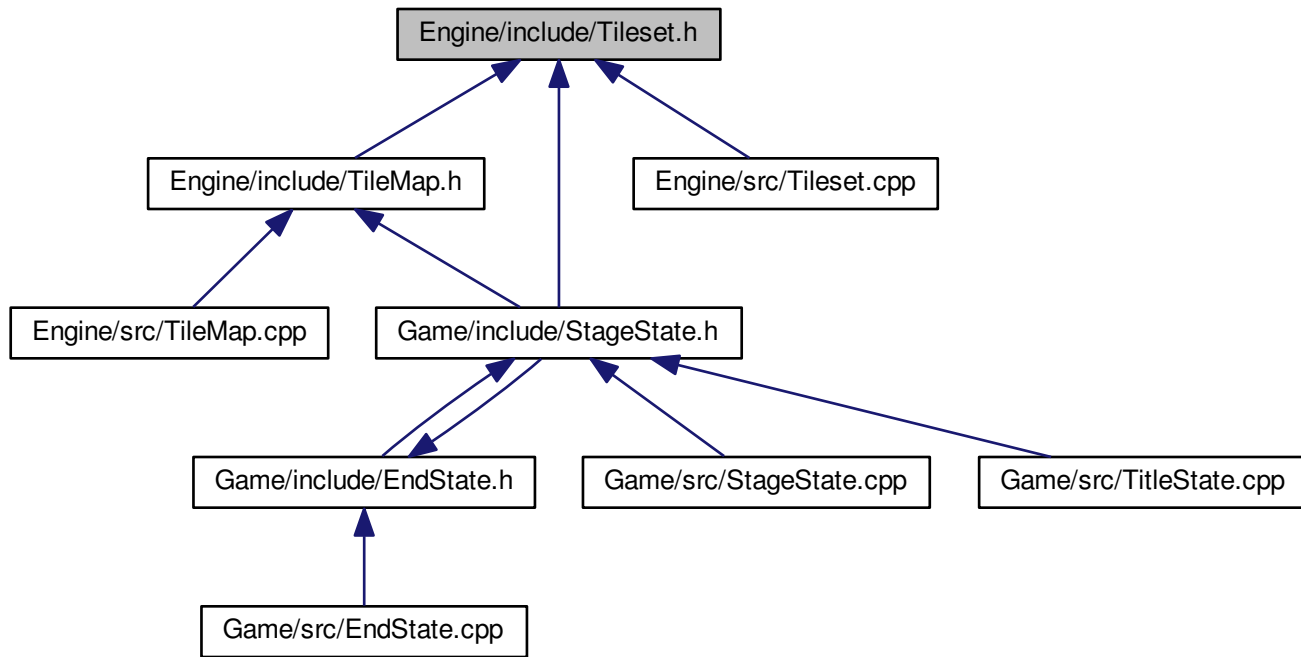 Engine/include/Tileset.h
Engine/include/TileMap.h
Engine/src/Tileset.cpp
Engine/src/TileMap.cpp
Game/include/StageState.h
Game/include/EndState.h
Game/src/StageState.cpp
Game/src/TitleState.cpp
Game/src/EndState.cpp